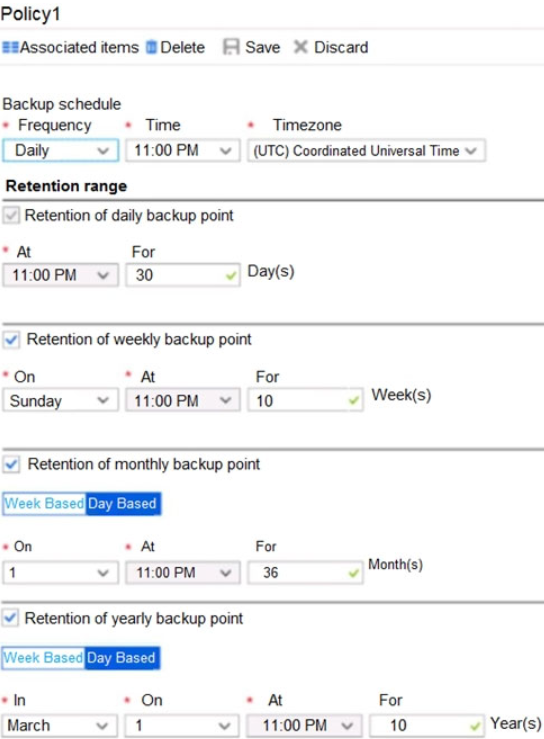 Policy1
Associated items Delete Save Discard
Backup schedule
* Frequency * Time * Timezone
Daily 11:00 PM (UTC) Coordinated Universal Time
Retention range
Retention of daily backup point
* At For
11:00 PM 30 Day(s)
Retention of weekly backup point
* On * At For
Sunday 11:00 PM 10 Week(s)
Retention of monthly backup point
Week Based Day Based
* On * At For
1 11:00 PM 36 Month(s)
Retention of yearly backup point
Week Based Day Based
* In * On * At For
March 1 11:00 PM 10 Year(s)